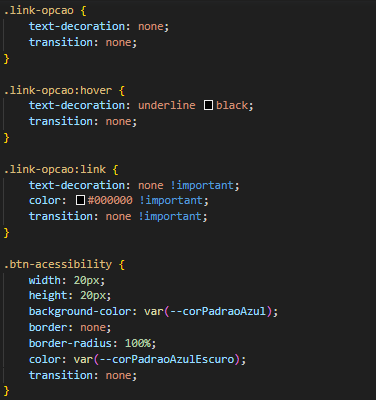 .link-opcao {
    text-decoration: none;
    transition: none;
}

.link-opcao:hover {
    text-decoration: underline black;
    transition: none;
}

.link-opcao:link {
    text-decoration: none !important;
    color: #000000 !important;
    transition: none !important;
}

.btn-acessibility {
    width: 20px;
    height: 20px;
    background-color: var(--corPadraoAzul);
    border: none;
    border-radius: 100%;
    color: var(--corPadraoAzulEscuro);
    transition: none;
}